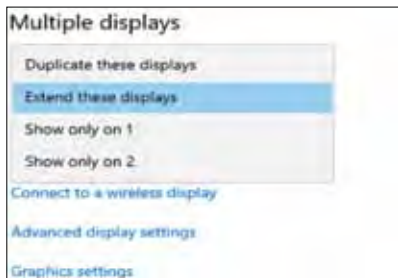 Multiple displays
Duplicate these displays
Extend these displays
Show only on 1
Show only on 2
Connect to a wireless display
Advanced display settings
Graphics settings